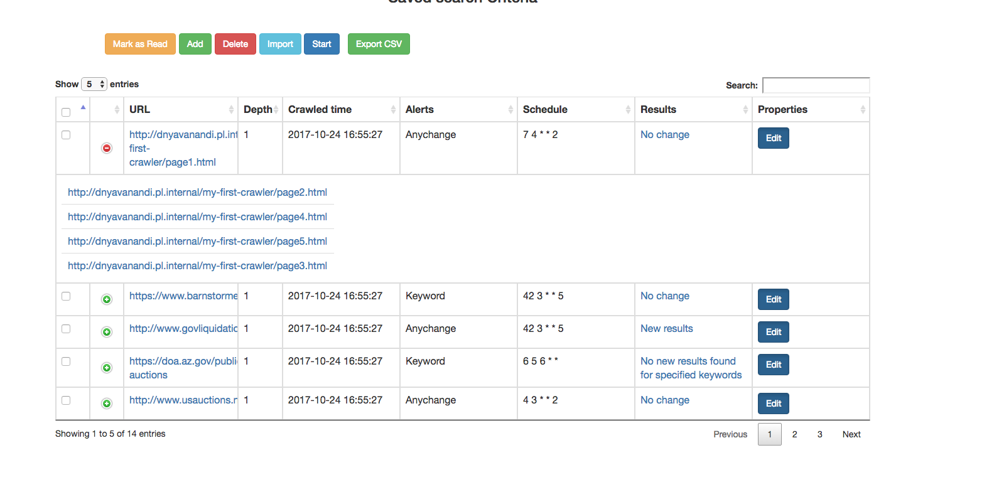 Saved search Criteria
Mark as Read Add Delete Import Start Export CSV
Show 5 entries Search:
URL Depth Crawled time Alerts Schedule Results Properties
http://dnyavanandi.pl.int 1 2017-10-24 16:55:27 Anychange 7 4 * * 2 No change Edit
first-
crawler/page1.html
http://dnyavanandi.pl.internal/my-first-crawler/page2.html
http://dnyavanandi.pl.internal/my-first-crawler/page4.html
http://dnyavanandi.pl.internal/my-first-crawler/page5.html
http://dnyavanandi.pl.internal/my-first-crawler/page3.html
https://www.barnstorme 1 2017-10-24 16:55:27 Keyword 42 3 * * 5 No change Edit
http://www.govliquidatio 1 2017-10-24 16:55:27 Anychange 42 3 * * 5 New results Edit
https://doa.az.gov/publi 1 2017-10-24 16:55:27 Keyword 6 5 6 * * No new results found Edit
auctions for specified keywords
http://www.usauctions.n 1 2017-10-24 16:55:27 Anychange 4 3 * * 2 No change Edit
Showing 1 to 5 of 14 entries Previous 1 2 3 Next